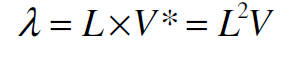 λ = L×V* = L²V